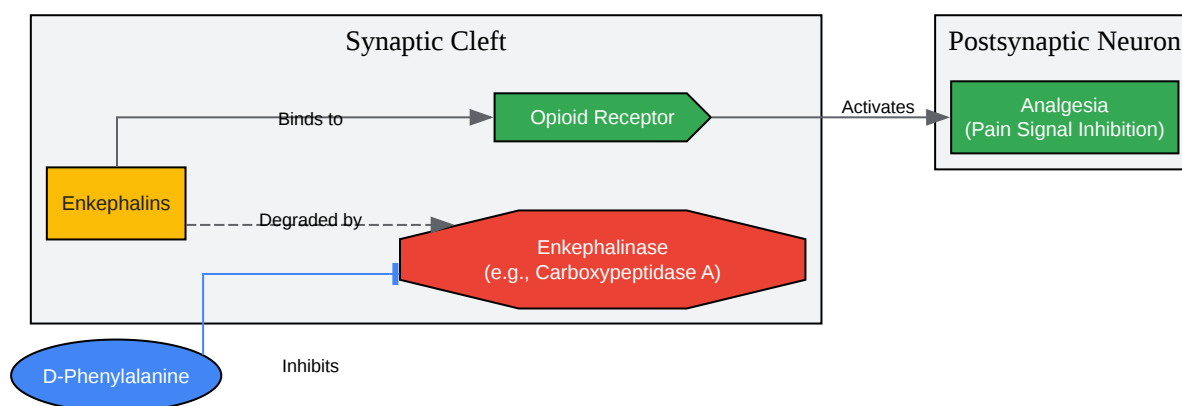 Synaptic Cleft
Postsynaptic Neuron
Binds to
Opioid Receptor
Activates
Analgesia
(Pain Signal Inhibition)
Enkephalins
Degraded by
Enkephalinase
(e.g., Carboxypeptidase A)
Inhibits
D-Phenylalanine